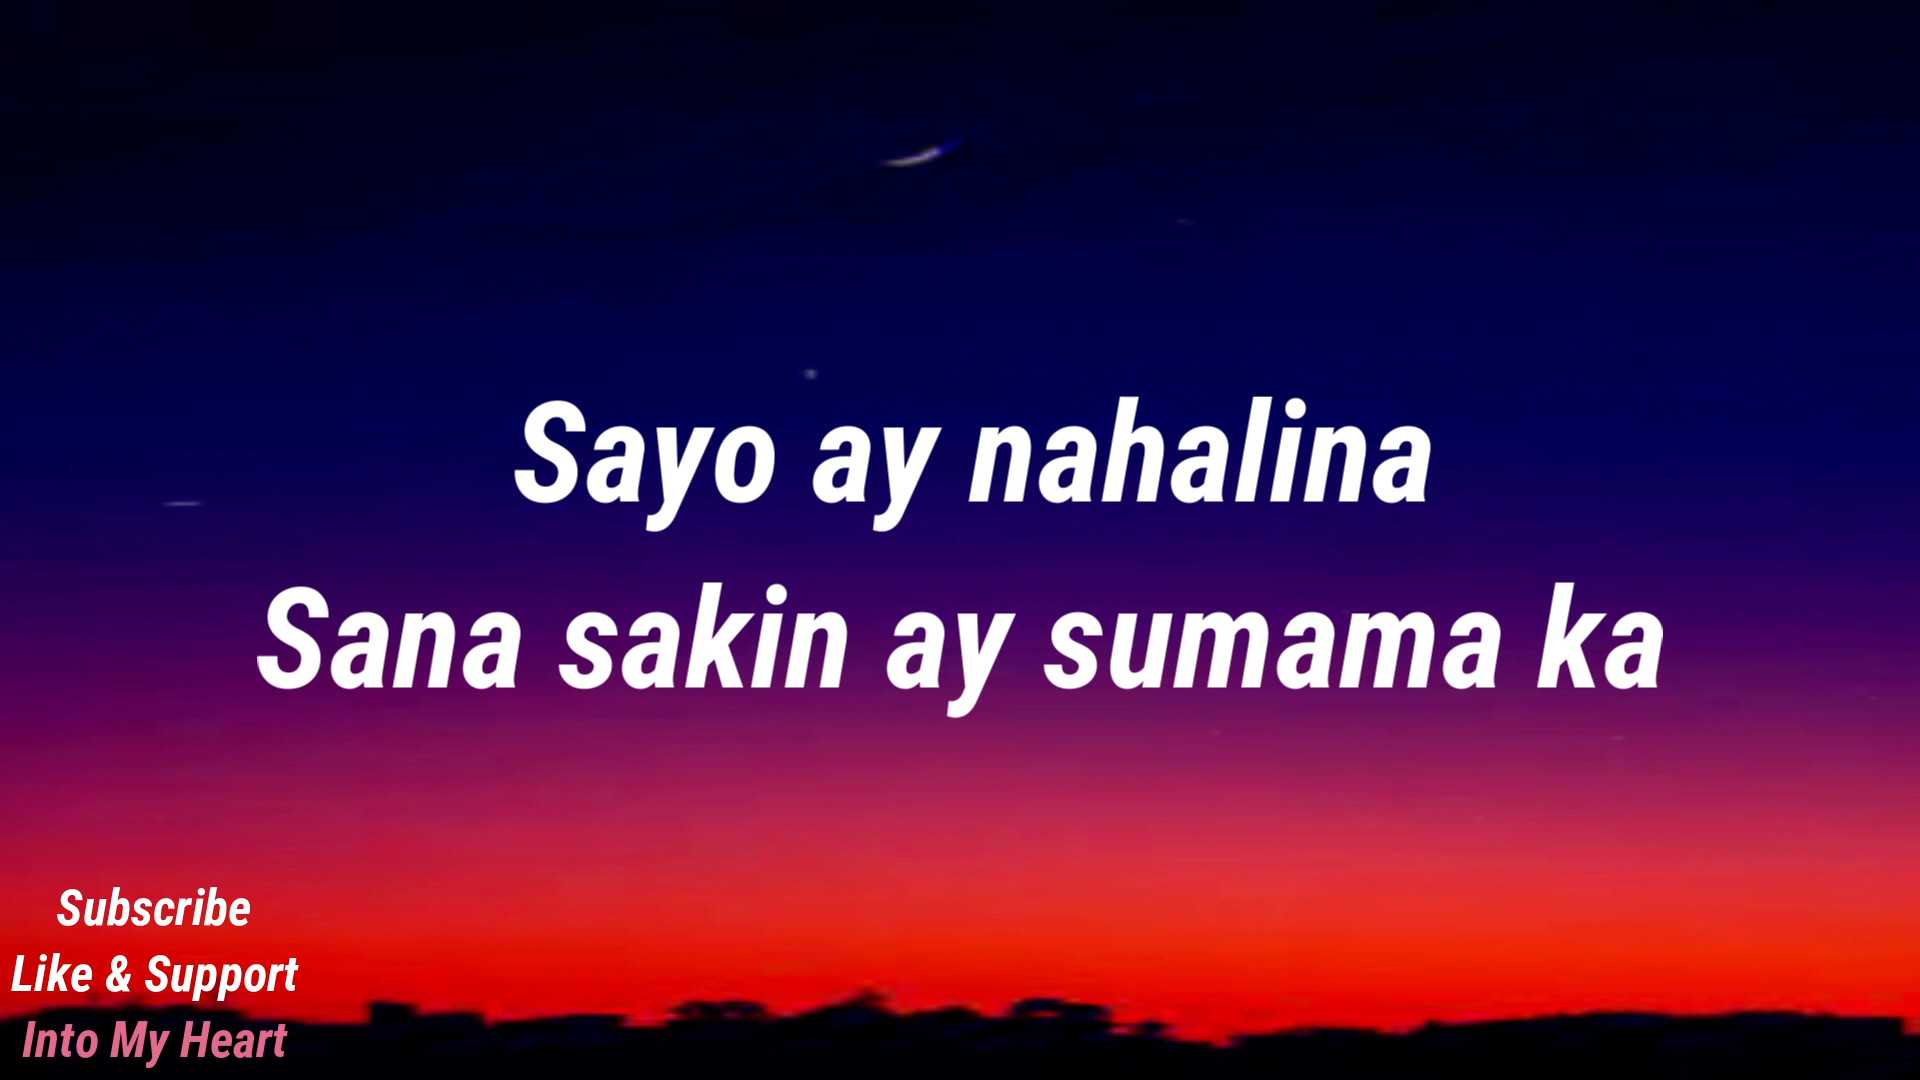 Sayo ay nahalina
Sana sakin ay sumama ka
Subscribe
Like & Support
Into My Heart